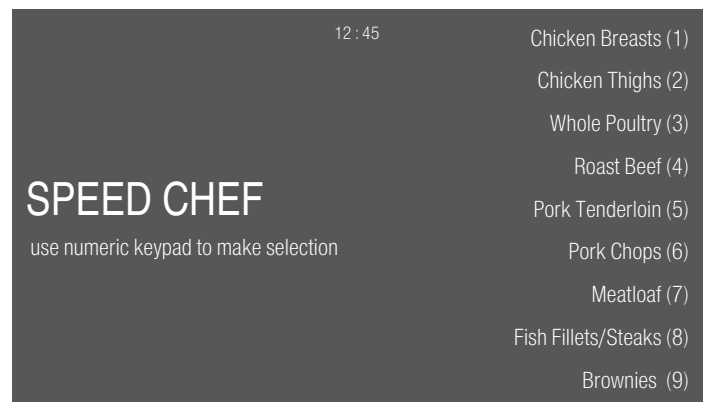 12 : 45
Chicken Breasts (1)
Chicken Thighs (2)
Whole Poultry (3)
Roast Beef (4)
SPEED CHEF
Pork Tenderloin (5)
use numeric keypad to make selection
Pork Chops (6)
Meatloaf (7)
Fish Fillets/Steaks (8)
Brownies (9)